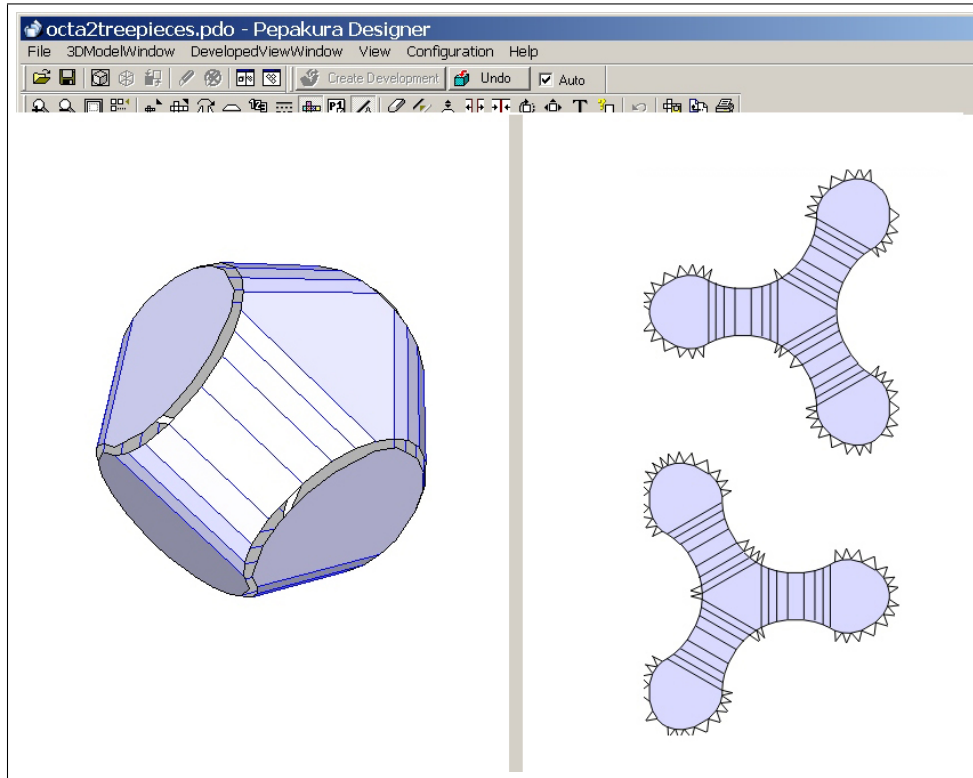 octa2treepieces.pdo - Pepakura Designer
File 3DModelWindow DevelopedViewWindow View Configuration Help
Create Development Undo Auto
T